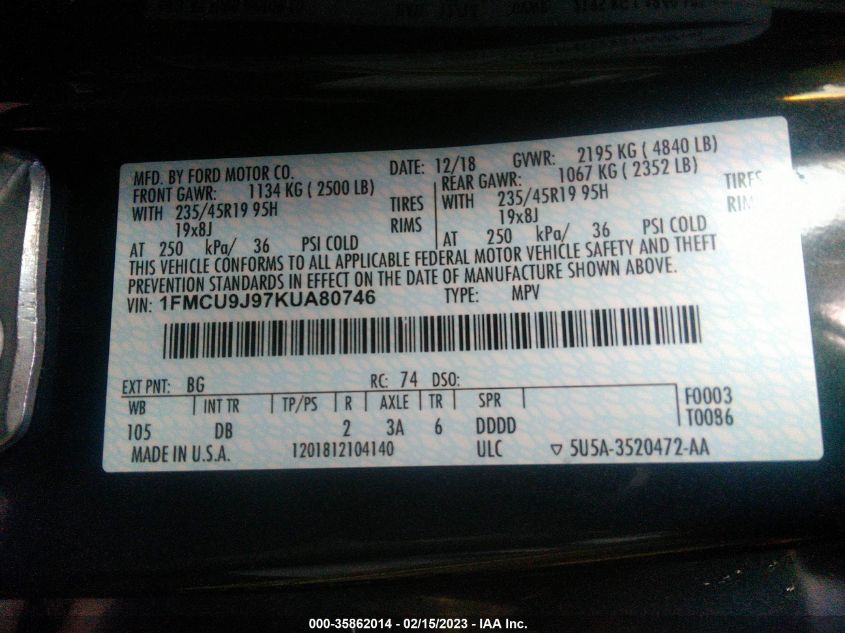 MFD. BY FORD MOTOR CO. DATE: 12/18 GVWR: 2195 KG ( 4840 LB)
FRONT GAWR: 1134 KG ( 2500 LB) REAR GAWR: 1067 KG ( 2352 LB)
WITH 235/45R19 95H TIRES WITH 235/45R19 95H TIRES
19x8J RIMS 19x8J
AT 250 kPa/ 36 PSI COLD AT 250 kPa/ 36 PSI COLD
THIS VEHICLE CONFORMS TO ALL APPLICABLE FEDERAL MOTOR VEHICLE SAFETY AND THEFT
PREVENTION STANDARDS IN EFFECT ON THE DATE OF MANUFACTURE SHOWN ABOVE.
VIN: 1FMCU9J97KUA80746 TYPE: MPV
EXT PNT: BG RC: 74 DSO:
WB INT TR TP/PS R AXLE TR SPR F0003
105 DB 2 3A 6 DDDD T0086
MADE IN U.S.A. 1201812104140 ULC ▽ 5U5A-3520472-AA
000-35862014 - 02/15/2023 - IAA Inc.